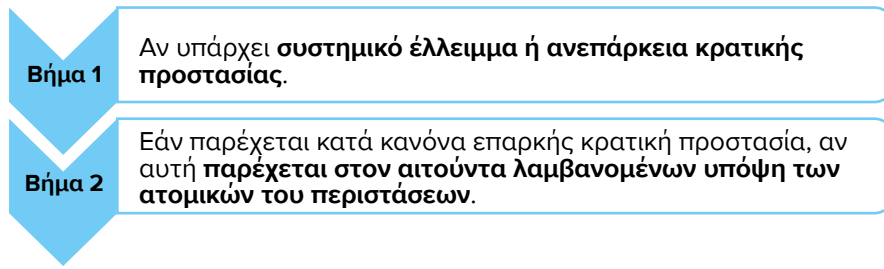 Βήμα 1
Αν υπάρχει συστημικό έλλειμμα ή ανεπάρκεια κρατικής
προστασίας.
Βήμα 2
Εάν παρέχεται κατά κανόνα επαρκής κρατική προστασία, αν
αυτή παρέχεται στον αιτούντα λαμβανομένων υπόψη των
ατομικών του περιστάσεων.